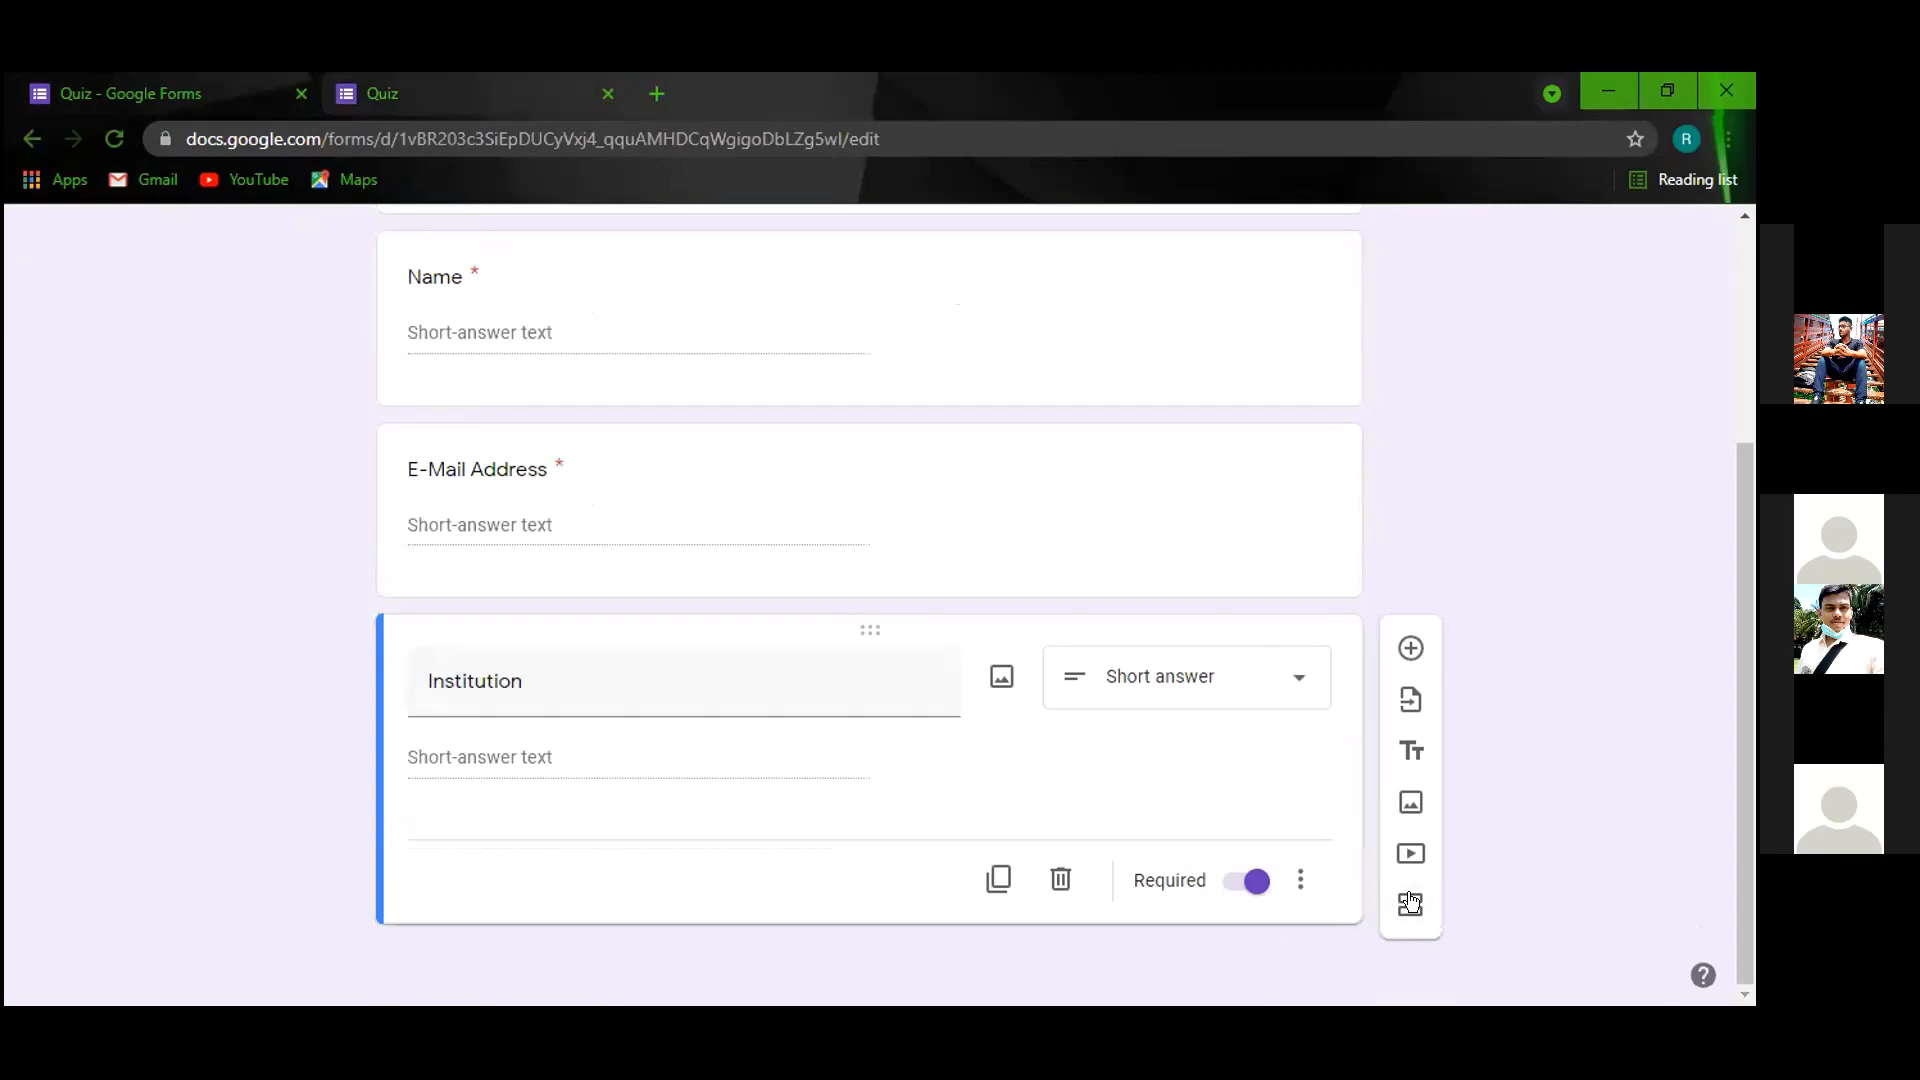 Quiz - Google Forms
Quiz
docs.google.com/forms/d/1vBR203c3SiEpDUCyVxj4_qquAMHDCqWgigoDbLZg5wI/edit
R
Apps
Gmail
YouTube
Maps
Reading list
Name *
Short-answer text
E-Mail Address *
Short-answer text
Institution
Short answer
Short-answer text
Required